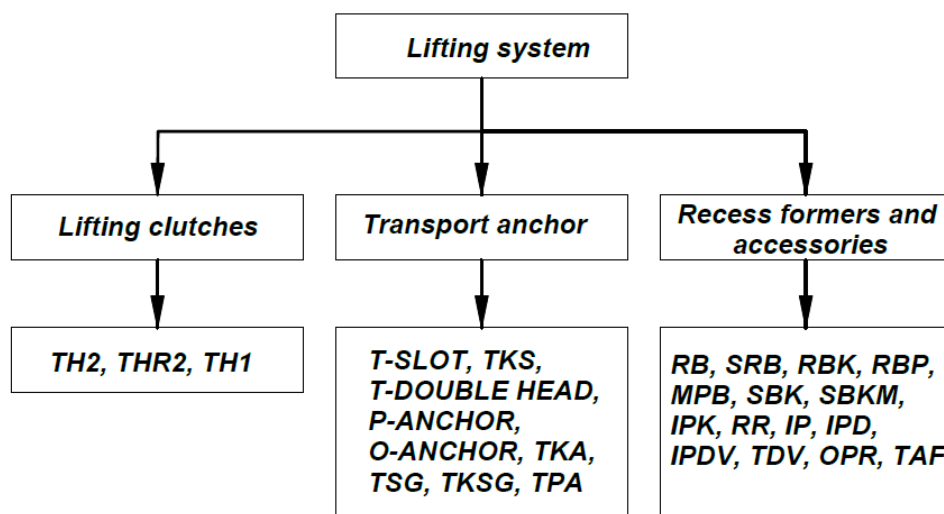 Lifting system
Lifting clutches
Transport anchor
Recess formers and
accessories
TH2, THR2, TH1
T-SLOT, TKS,
T-DOUBLE HEAD,
P-ANCHOR,
O-ANCHOR, TKA,
TSG, TKSG, TPA
RB, SRB, RBK, RBP,
MPB, SBK, SBKM,
IPK, RR, IP, IPD,
IPDV, TDV, OPR, TAF